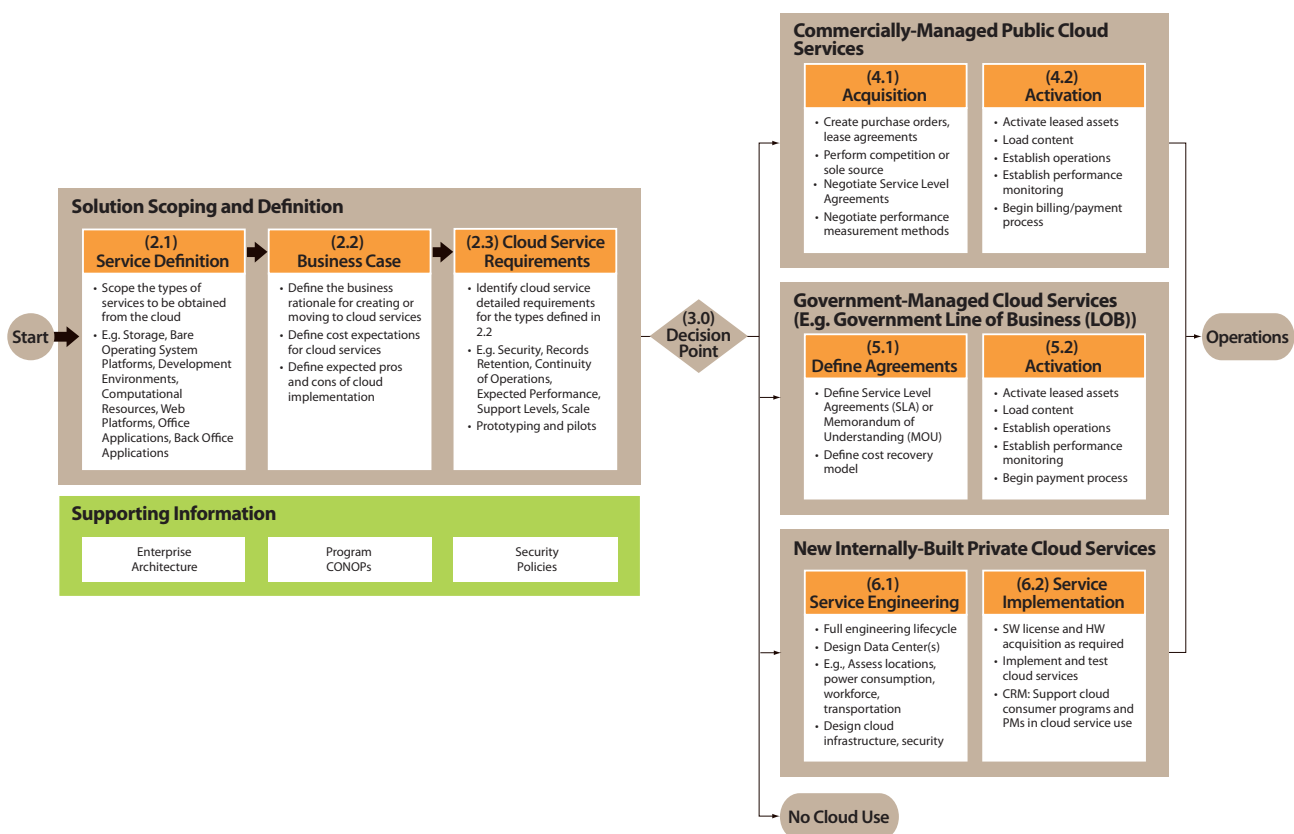 Start
Solution Scoping and Definition
(2.1)
Service Definition
• Scope the types of
services to be obtained
from the cloud
• E.g. Storage, Bare
Operating System
Platforms, Development
Environments,
Computational
Resources, Web
Platforms, Office
Applications, Back Office
Applications
(2.2)
Business Case
• Define the business
rationale for creating or
moving to cloud services
• Define cost expectations
for cloud services
• Define expected pros
and cons of cloud
implementation
(2.3) Cloud Service
Requirements
• Identify cloud service
detailed requirements
for the types defined in
2.2
• E.g. Security, Records
Retention, Continuity
of Operations,
Expected Performance,
Support Levels, Scale
• Prototyping and pilots
Supporting Information
Enterprise
Architecture
Program
CONOPs
Security
Policies
(3.0)
Decision
Point
Commercially-Managed Public Cloud
Services
(4.1)
Acquisition
• Create purchase orders,
lease agreements
• Perform competition or
sole source
• Negotiate Service Level
Agreements
• Negotiate performance
measurement methods
(4.2)
Activation
• Activate leased assets
• Load content
• Establish operations
• Establish performance
monitoring
• Begin billing/payment
process
Government-Managed Cloud Services
(E.g. Government Line of Business (LOB))
(5.1)
Define Agreements
• Define Service Level
Agreements (SLA) or
Memorandum of
Understanding (MOU)
• Define cost recovery
model
(5.2)
Activation
• Activate leased assets
• Load content
• Establish operations
• Establish performance
monitoring
• Begin payment process
New Internally-Built Private Cloud Services
(6.1)
Service Engineering
• Full engineering lifecycle
• Design Data Center(s)
• E.g., Assess locations,
power consumption,
workforce,
transportation
• Design cloud
infrastructure, security
(6.2) Service
Implementation
• SW license and HW
acquisition as required
• Implement and test
cloud services
• CRM: Support cloud
consumer programs and
PMs in cloud service use
No Cloud Use
Operations